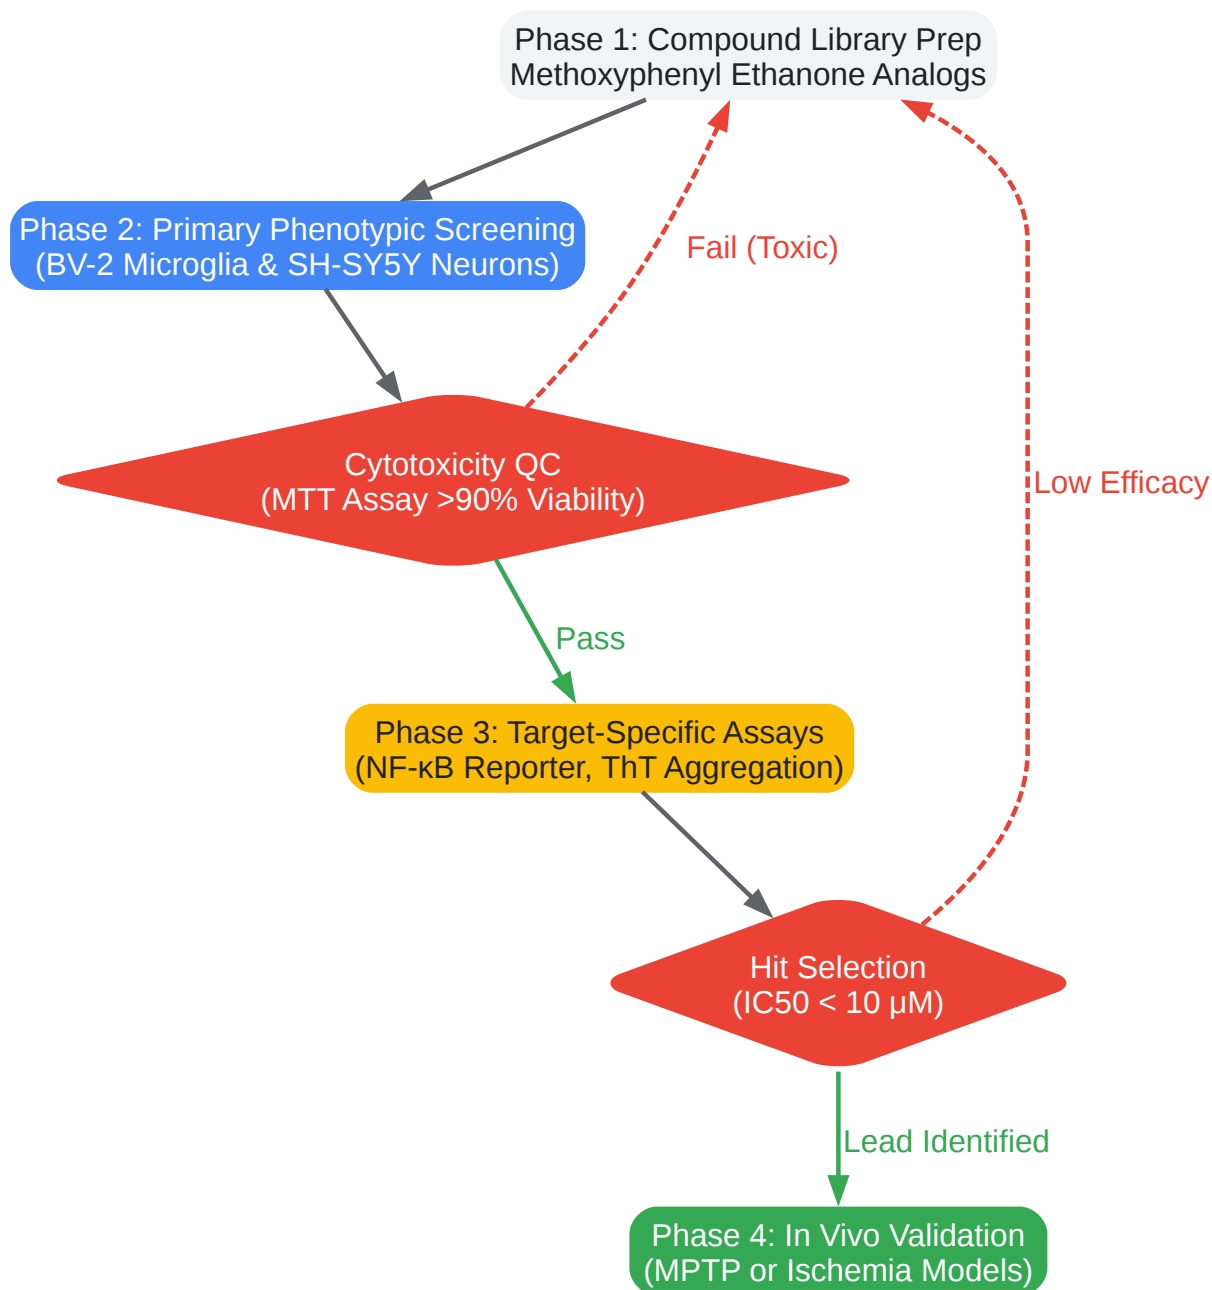 Phase 1: Compound Library Prep
Methoxyphenyl Ethanone Analogs
Phase 2: Primary Phenotypic Screening
(BV-2 Microglia & SH-SY5Y Neurons)
Fail (Toxic)
Cytotoxicity QC
(MTT Assay >90% Viability)
Low Efficacy
Pass
Phase 3: Target-Specific Assays
(NF-κB Reporter, ThT Aggregation)
Hit Selection
(IC50 < 10 μM)
Lead Identified
Phase 4: In Vivo Validation
(MPTP or Ischemia Models)